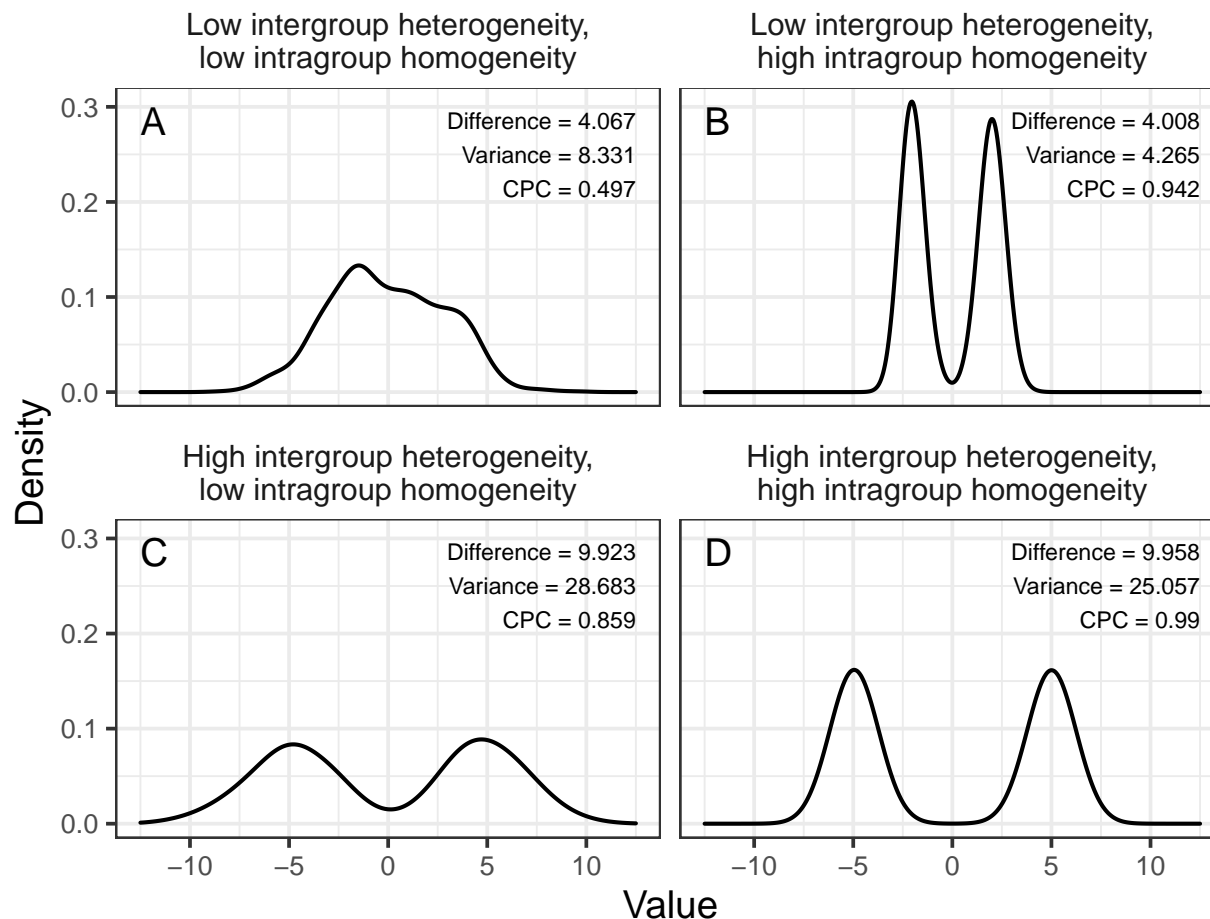 Low intergroup heterogeneity,
low intragroup homogeneity
Low intergroup heterogeneity,
high intragroup homogeneity
A
Difference = 4.067
Variance = 8.331
CPC = 0.497
B
Difference = 4.008
Variance = 4.265
CPC = 0.942
0.3
0.2
0.1
0.0
High intergroup heterogeneity,
low intragroup homogeneity
High intergroup heterogeneity,
high intragroup homogeneity
C
Difference = 9.923
Variance = 28.683
CPC = 0.859
D
Difference = 9.958
Variance = 25.057
CPC = 0.99
0.3
0.2
0.1
0.0
Density
−10 −5 0 5 10
−10 −5 0 5 10
Value